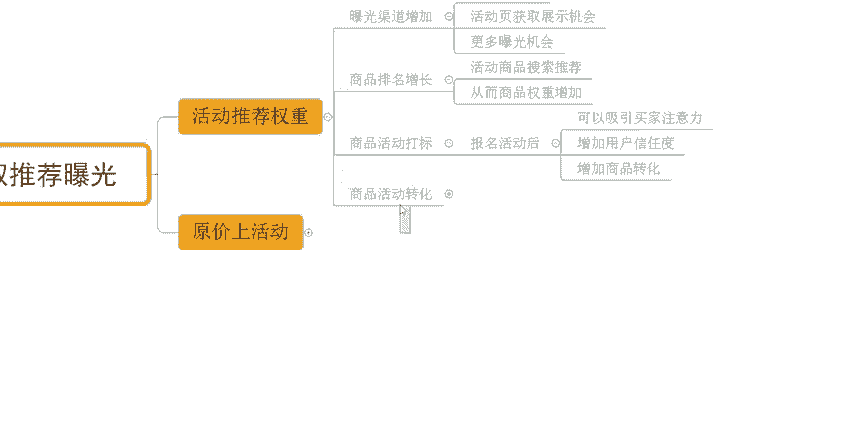 推荐曝光
活动推荐权重
曝光渠道增加
活动页获取展示机会
更多曝光机会
商品排名增长
活动商品搜索推荐
从而商品权重增加
商品活动打标
报名活动后
可以吸引买家注意力
增加用户信任度
增加商品转化
商品活动转化
原价上活动